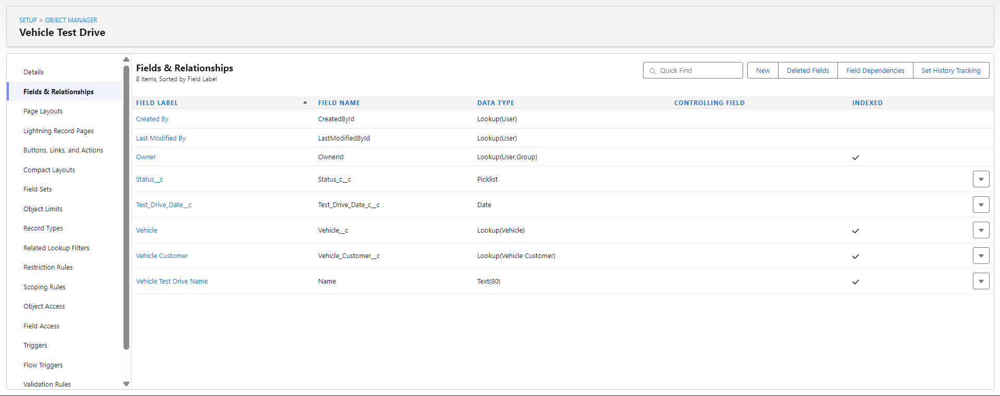 SETUP > OBJECT MANAGER
Vehicle Test Drive
Details
Fields & Relationships
Page Layouts
Lightning Record Pages
Buttons, Links, and Actions
Compact Layouts
Field Sets
Object Limits
Record Types
Related Lookup Filters
Restriction Rules
Scoping Rules
Object Access
Field Access
Triggers
Flow Triggers
Validation Rules
Fields & Relationships
8 Items, Sorted by Field Label
Quick Find
New Deleted Fields Field Dependencies Set History Tracking
FIELD LABEL FIELD NAME DATA TYPE CONTROLLING FIELD INDEXED
Created By CreatedById Lookup(User)
Last Modified By LastModifiedById Lookup(User)
Owner OwnerId Lookup(User,Group)
Status__c Status_c__c Picklist
Test_Drive_Date__c Test_Drive_Date_c__c Date
Vehicle Vehicle__c Lookup(Vehicle)
Vehicle Customer Vehicle_Customer__c Lookup(Vehicle Customer)
Vehicle Test Drive Name Name Text(80)